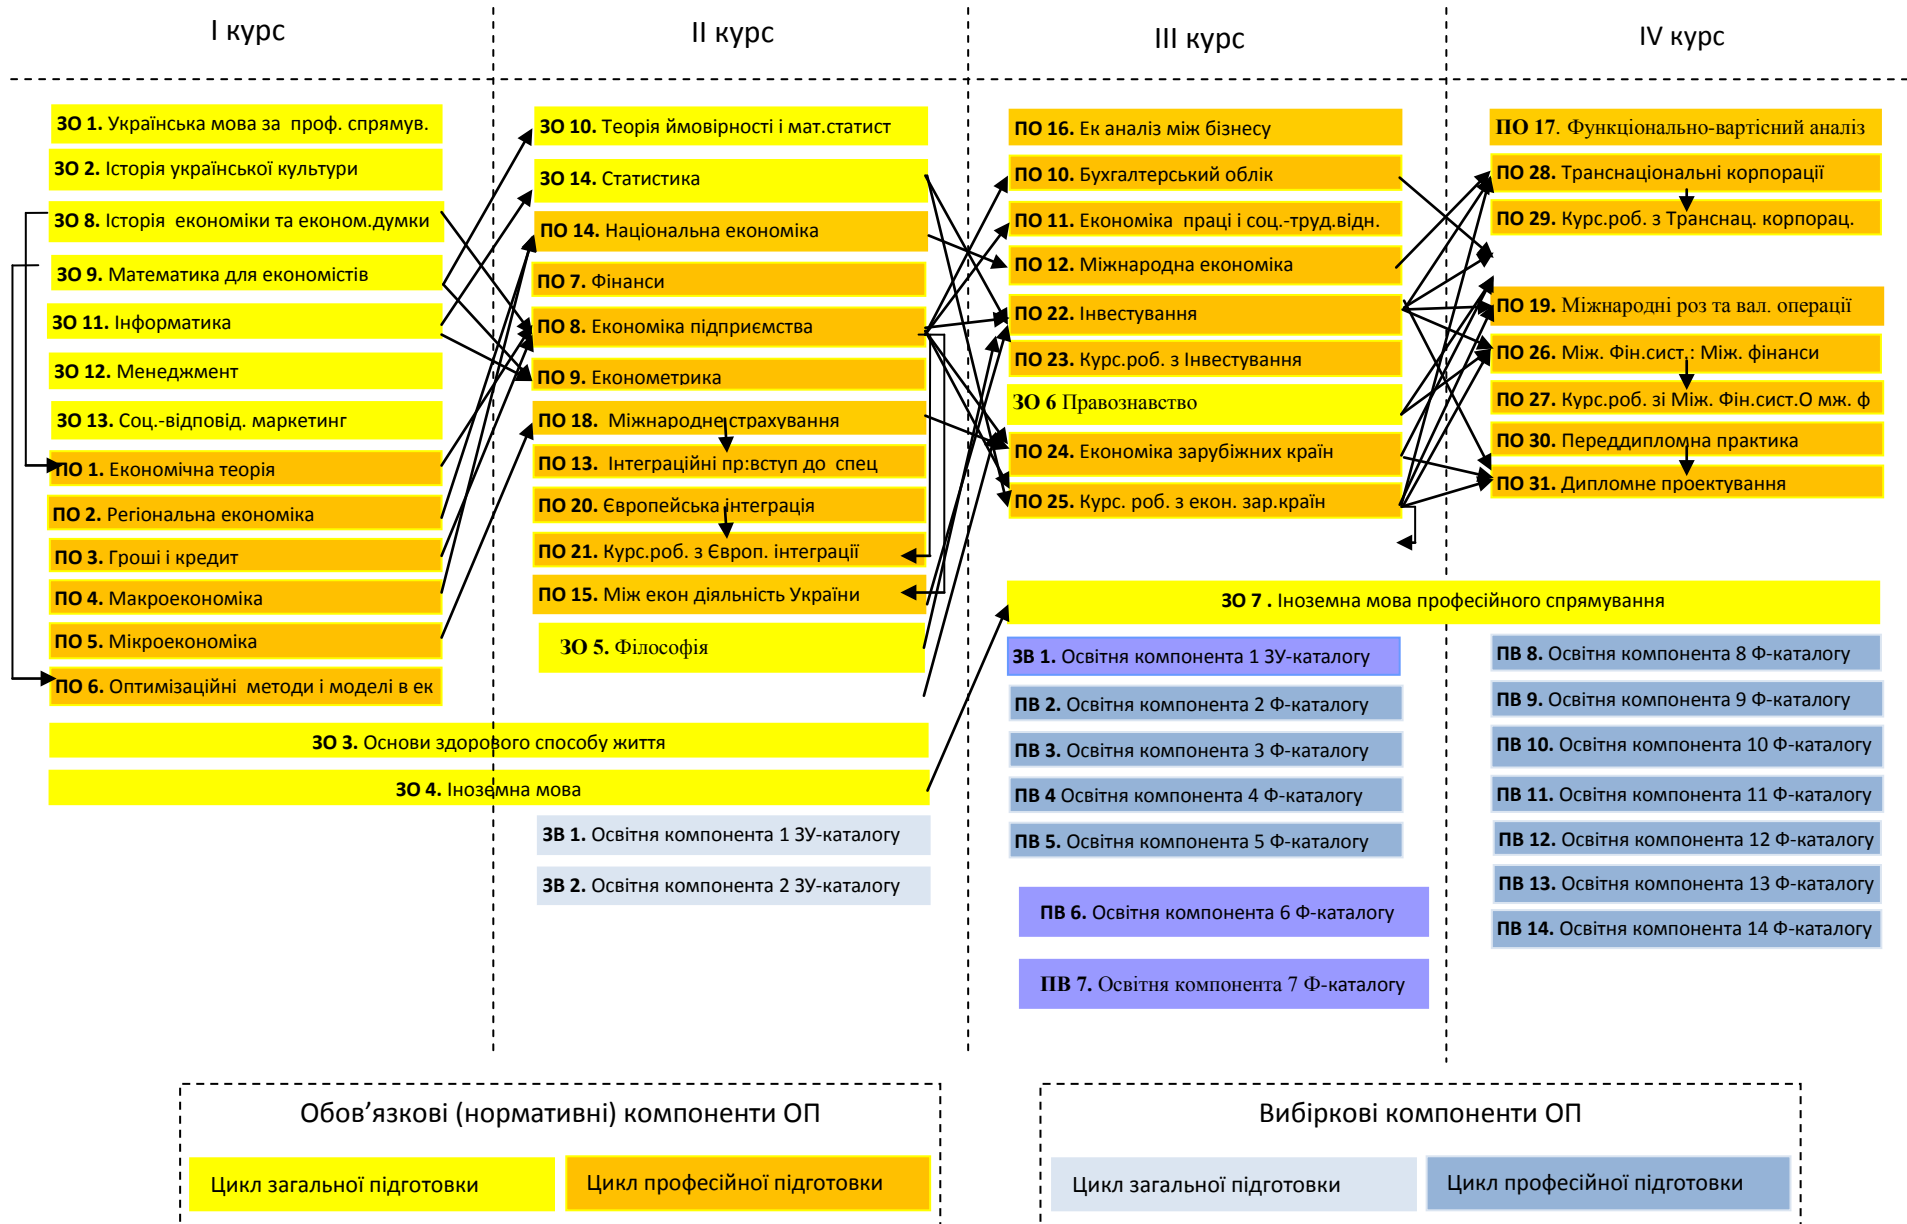 І курс
ІІ курс
ІІІ курс
IV курс
ЗО 1. Українська мова за проф. спрямув.
ЗО 2. Історія української культури
ЗО 8. Історія економіки та економ.думки
ЗО 9. Математика для економістів
ЗО 11. Інформатика
ЗО 12. Менеджмент
ЗО 13. Соц.-відповід. маркетинг
ПО 1. Економічна теорія
ПО 2. Регіональна економіка
ПО 3. Гроші і кредит
ПО 4. Макроекономіка
ПО 5. Мікроекономіка
ПО 6. Оптимізаційні методи і моделі в ек
ЗО 3. Основи здорового способу життя
ЗО 4. Іноземна мова
ЗО 10. Теорія ймовірності і мат.статист
ЗО 14. Статистика
ПО 14. Національна економіка
ПО 7. Фінанси
ПО 8. Економіка підприємства
ПО 9. Економетрика
ПО 18. Міжнародне страхування
ПО 13. Інтеграційні пр:вступ до спец
ПО 20. Європейська інтеграція
ПО 21. Курс.роб. з Європ. інтеграції
ПО 15. Між екон діяльність України
ЗО 5. Філософія
ЗВ 1. Освітня компонента 1 ЗУ-каталогу
ЗВ 2. Освітня компонента 2 ЗУ-каталогу
ПО 16. Ек аналіз між бізнесу
ПО 10. Бухгалтерський облік
ПО 11. Економіка праці і соц.-труд.відн.
ПО 12. Міжнародна економіка
ПО 22. Інвестування
ПО 23. Курс.роб. з Інвестування
ЗО 6 Правознавство
ПО 24. Економіка зарубіжних країн
ПО 25. Курс. роб. з екон. зар.країн
ЗО 7 . Іноземна мова професійного спрямування
ЗВ 1. Освітня компонента 1 ЗУ-каталогу
ПВ 2. Освітня компонента 2 Ф-каталогу
ПВ 3. Освітня компонента 3 Ф-каталогу
ПВ 4 Освітня компонента 4 Ф-каталогу
ПВ 5. Освітня компонента 5 Ф-каталогу
ПВ 6. Освітня компонента 6 Ф-каталогу
ПВ 7. Освітня компонента 7 Ф-каталогу
ПО 17. Функціонально-вартісний аналіз
ПО 28. Транснаціональні корпорації
ПО 29. Курс.роб. з Транснац. корпорац.
ПО 19. Міжнародні роз та вал. операції
ПО 26. Між. Фін.сист.: Між. фінанси
ПО 27. Курс.роб. зі Між. Фін.сист.О мж. ф
ПО 30. Переддипломна практика
ПО 31. Дипломне проектування
ПВ 8. Освітня компонента 8 Ф-каталогу
ПВ 9. Освітня компонента 9 Ф-каталогу
ПВ 10. Освітня компонента 10 Ф-каталогу
ПВ 11. Освітня компонента 11 Ф-каталогу
ПВ 12. Освітня компонента 12 Ф-каталогу
ПВ 13. Освітня компонента 13 Ф-каталогу
ПВ 14. Освітня компонента 14 Ф-каталогу
Обов’язкові (нормативні) компоненти ОП
Цикл загальної підготовки
Цикл професійної підготовки
Вибіркові компоненти ОП
Цикл загальної підготовки
Цикл професійної підготовки